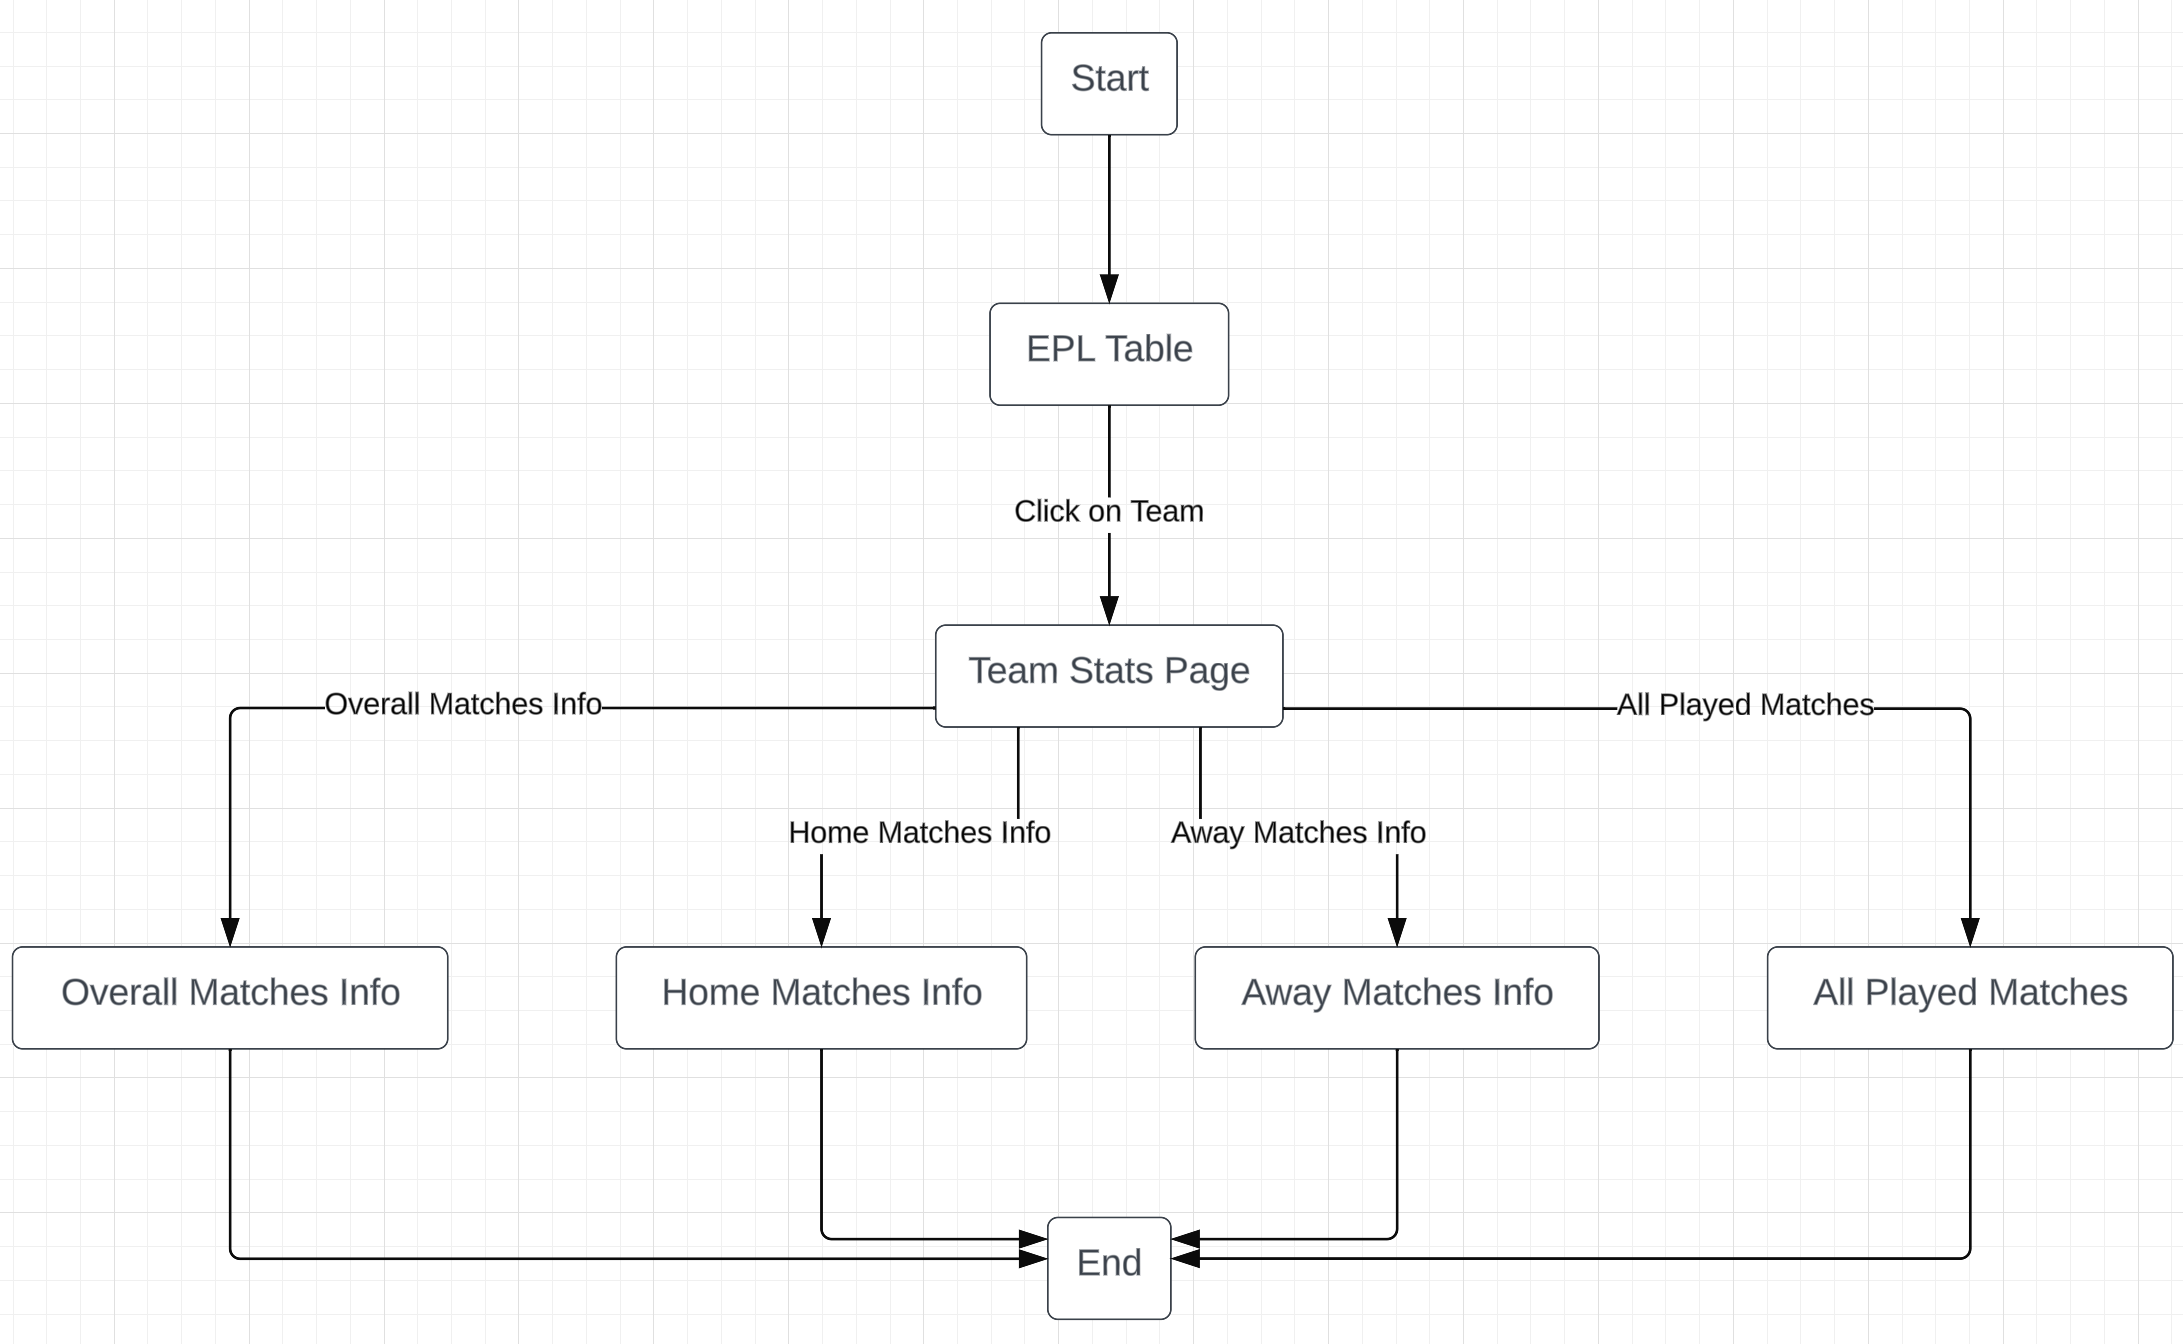 Start
EPL Table
Click on Team
Team Stats Page
Overall Matches Info
All Played Matches
Home Matches Info
Away Matches Info
Overall Matches Info
Home Matches Info
Away Matches Info
All Played Matches
End